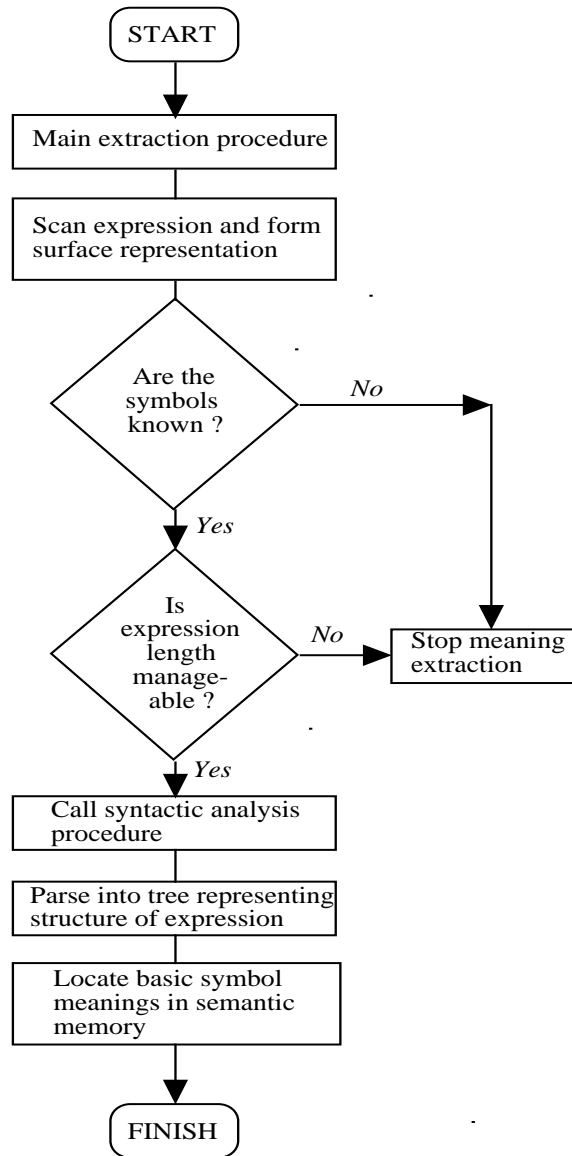 START
Main extraction procedure
Scan expression and form
surface representation
Are the
symbols
known ?
No
Yes
Is
expression
length
manage-
able ?
No
Stop meaning
extraction
Yes
Call syntactic analysis
procedure
Parse into tree representing
structure of expression
Locate basic symbol
meanings in semantic
memory
FINISH